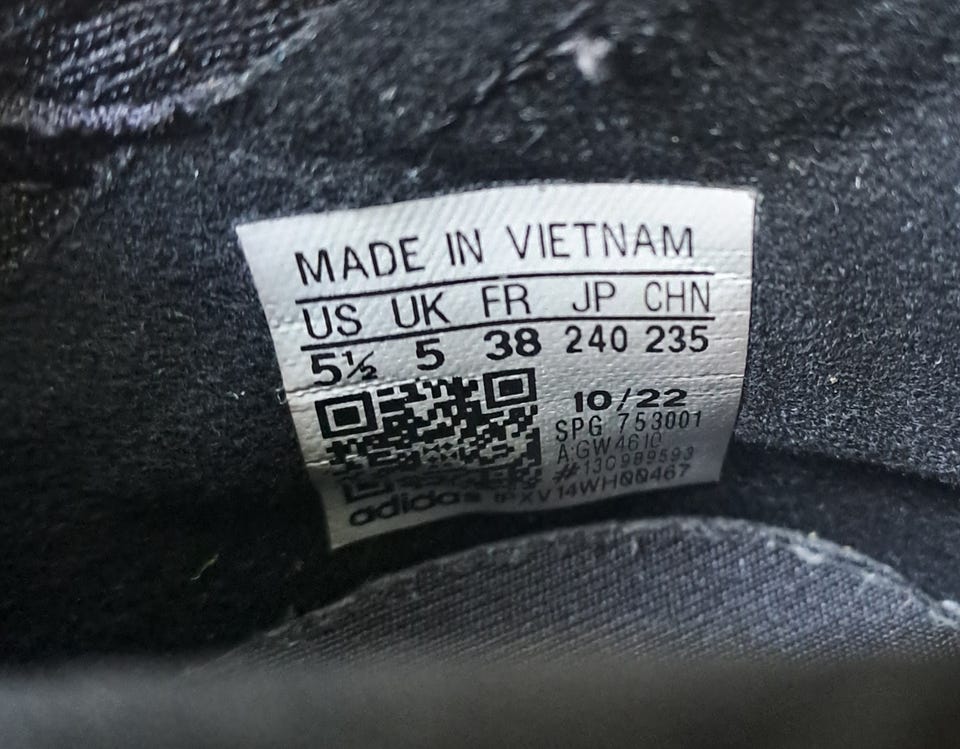 MADE IN VIETNAM
US UK FR JP CHN
5½ 5 38 240 235
10/22
SPG 753001
A:GW4610
#13C9B9593
adidas